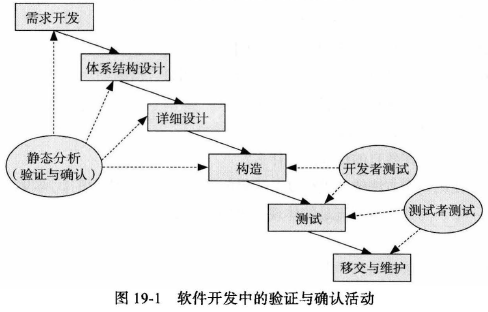 需求开发
体系结构设计
详细设计
静态分析
(验证与确认)
构造
开发者测试
测试
测试者测试
移交与维护
图 19-1 软件开发中的验证与确认活动